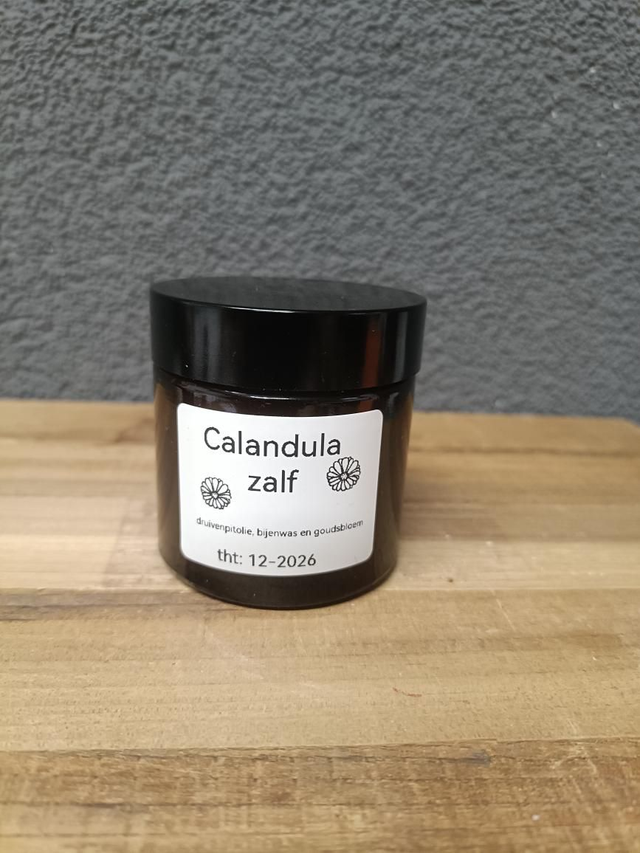 Calandula
zalf
druivenpitolie, bijenwas en goudsbloem
tht: 12-2026